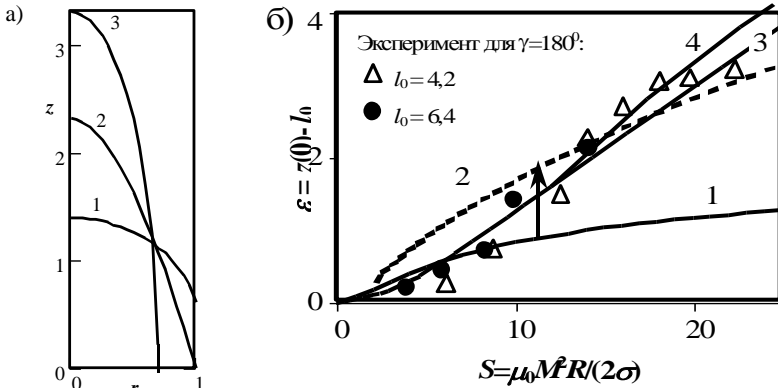 а)
3
3
z
2
2
1
1
0
0
r
1
б)
4
Эксперимент для γ=180⁰:
l₀ = 4,2
l₀ = 6,4
4
3
ε = z(0)- l₀
2
2
1
0
0
10
20
S=μ₀M²R/(2σ)